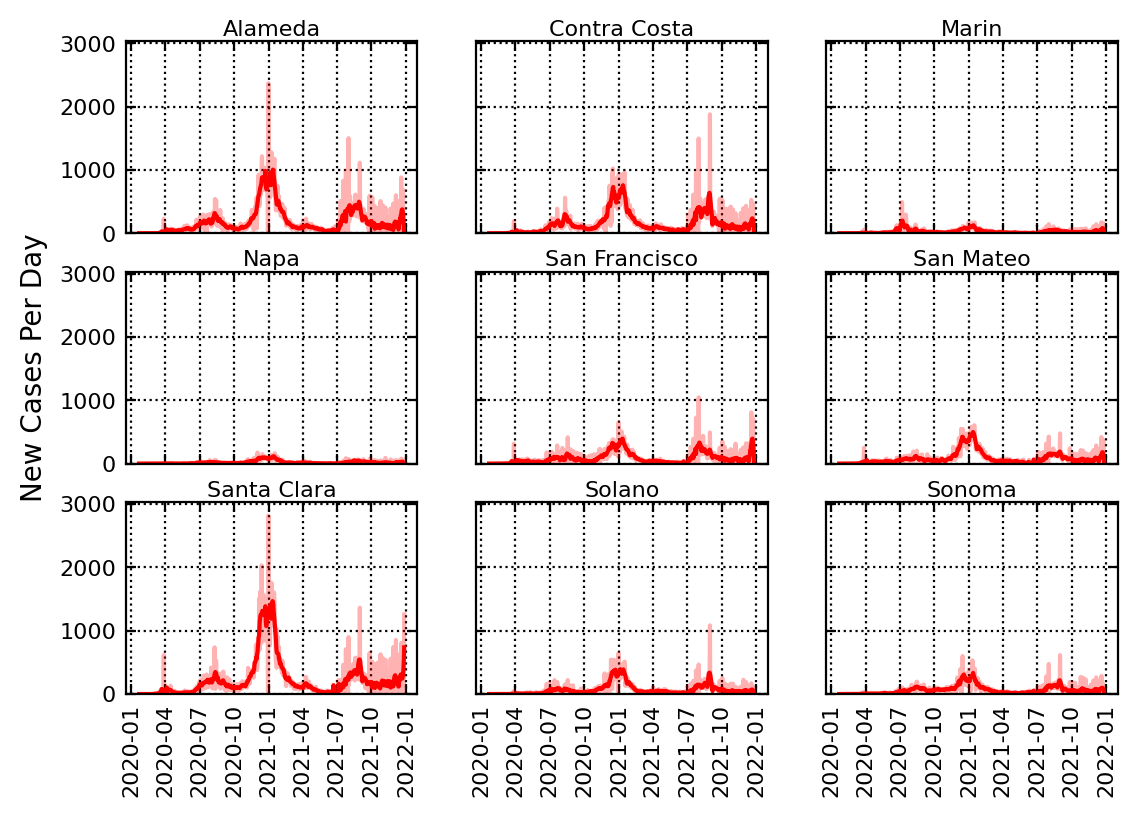 Alameda Contra Costa Marin
3000
2000
1000
0
Napa San Francisco San Mateo
3000
2000
1000
0
New Cases Per Day
Santa Clara Solano Sonoma
3000
2000
1000
0
2020-01 2020-04 2020-07 2020-10 2021-01 2021-04 2021-07 2021-10 2022-01 2020-01 2020-04 2020-07 2020-10 2021-01 2021-04 2021-07 2021-10 2022-01 2020-01 2020-04 2020-07 2020-10 2021-01 2021-04 2021-07 2021-10 2022-01